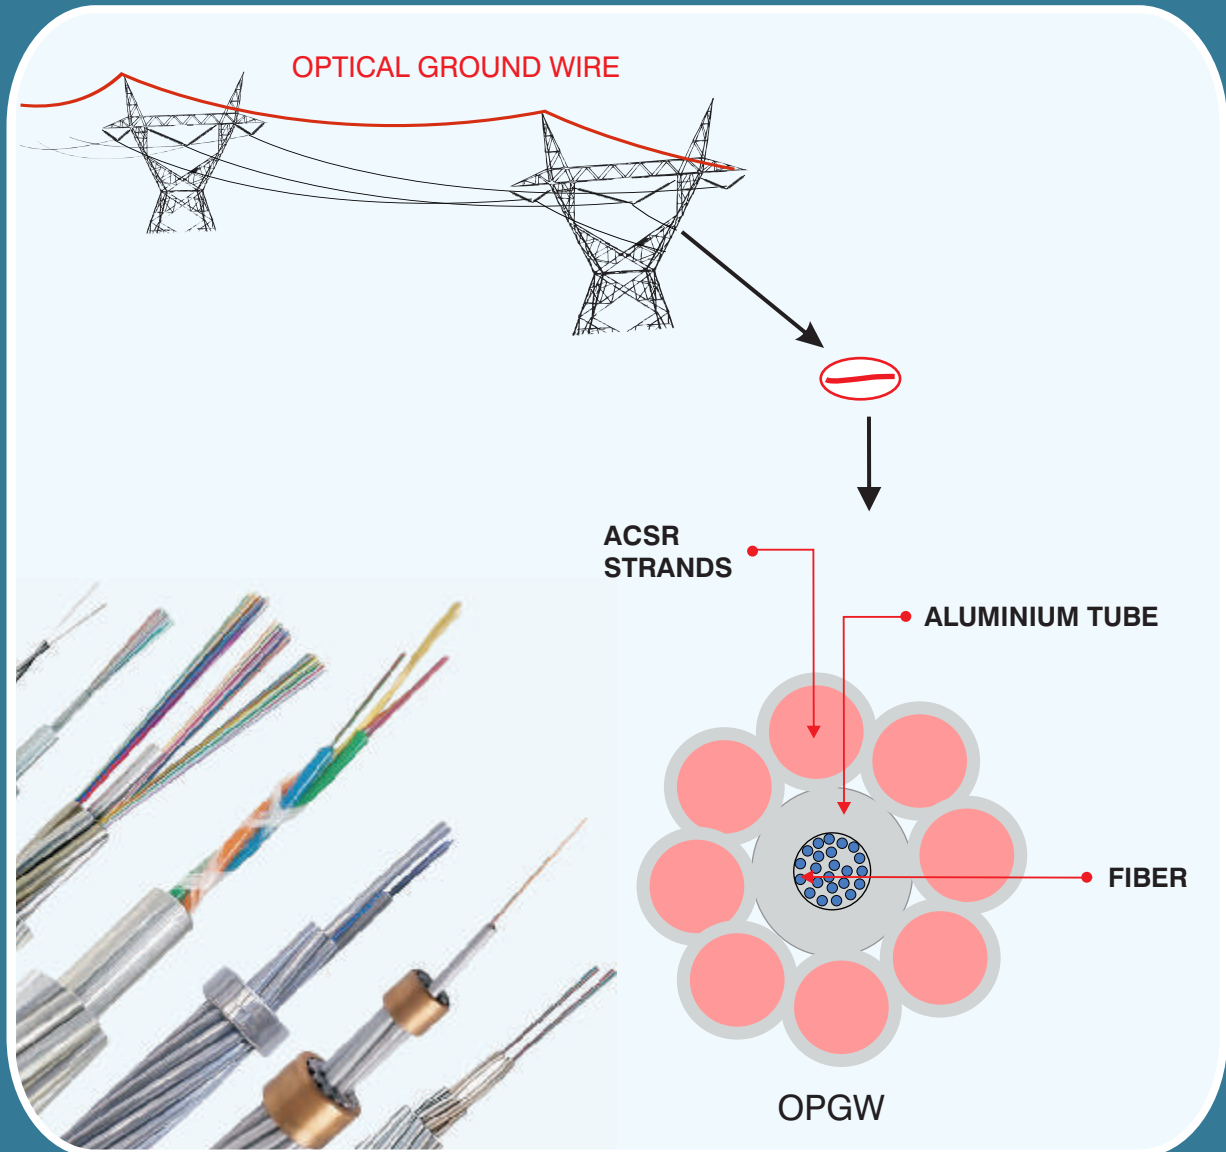 OPTICAL GROUND WIRE
ACSR
STRANDS
ALUMINIUM TUBE
FIBER
OPGW